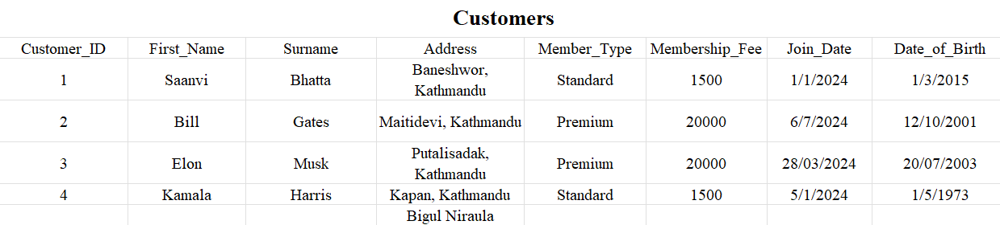 Customers
Customer_ID First_Name Surname Address Member_Type Membership_Fee Join_Date Date_of_Birth
1 Saanvi Bhatta Baneshwor, Kathmandu Standard 1500 1/1/2024 1/3/2015
2 Bill Gates Maitidevi, Kathmandu Premium 20000 6/7/2024 12/10/2001
3 Elon Musk Putalisadak, Kathmandu Premium 20000 28/03/2024 20/07/2003
4 Kamala Harris Kapan, Kathmandu Standard 1500 5/1/2024 1/5/1973
Bigul Niraula